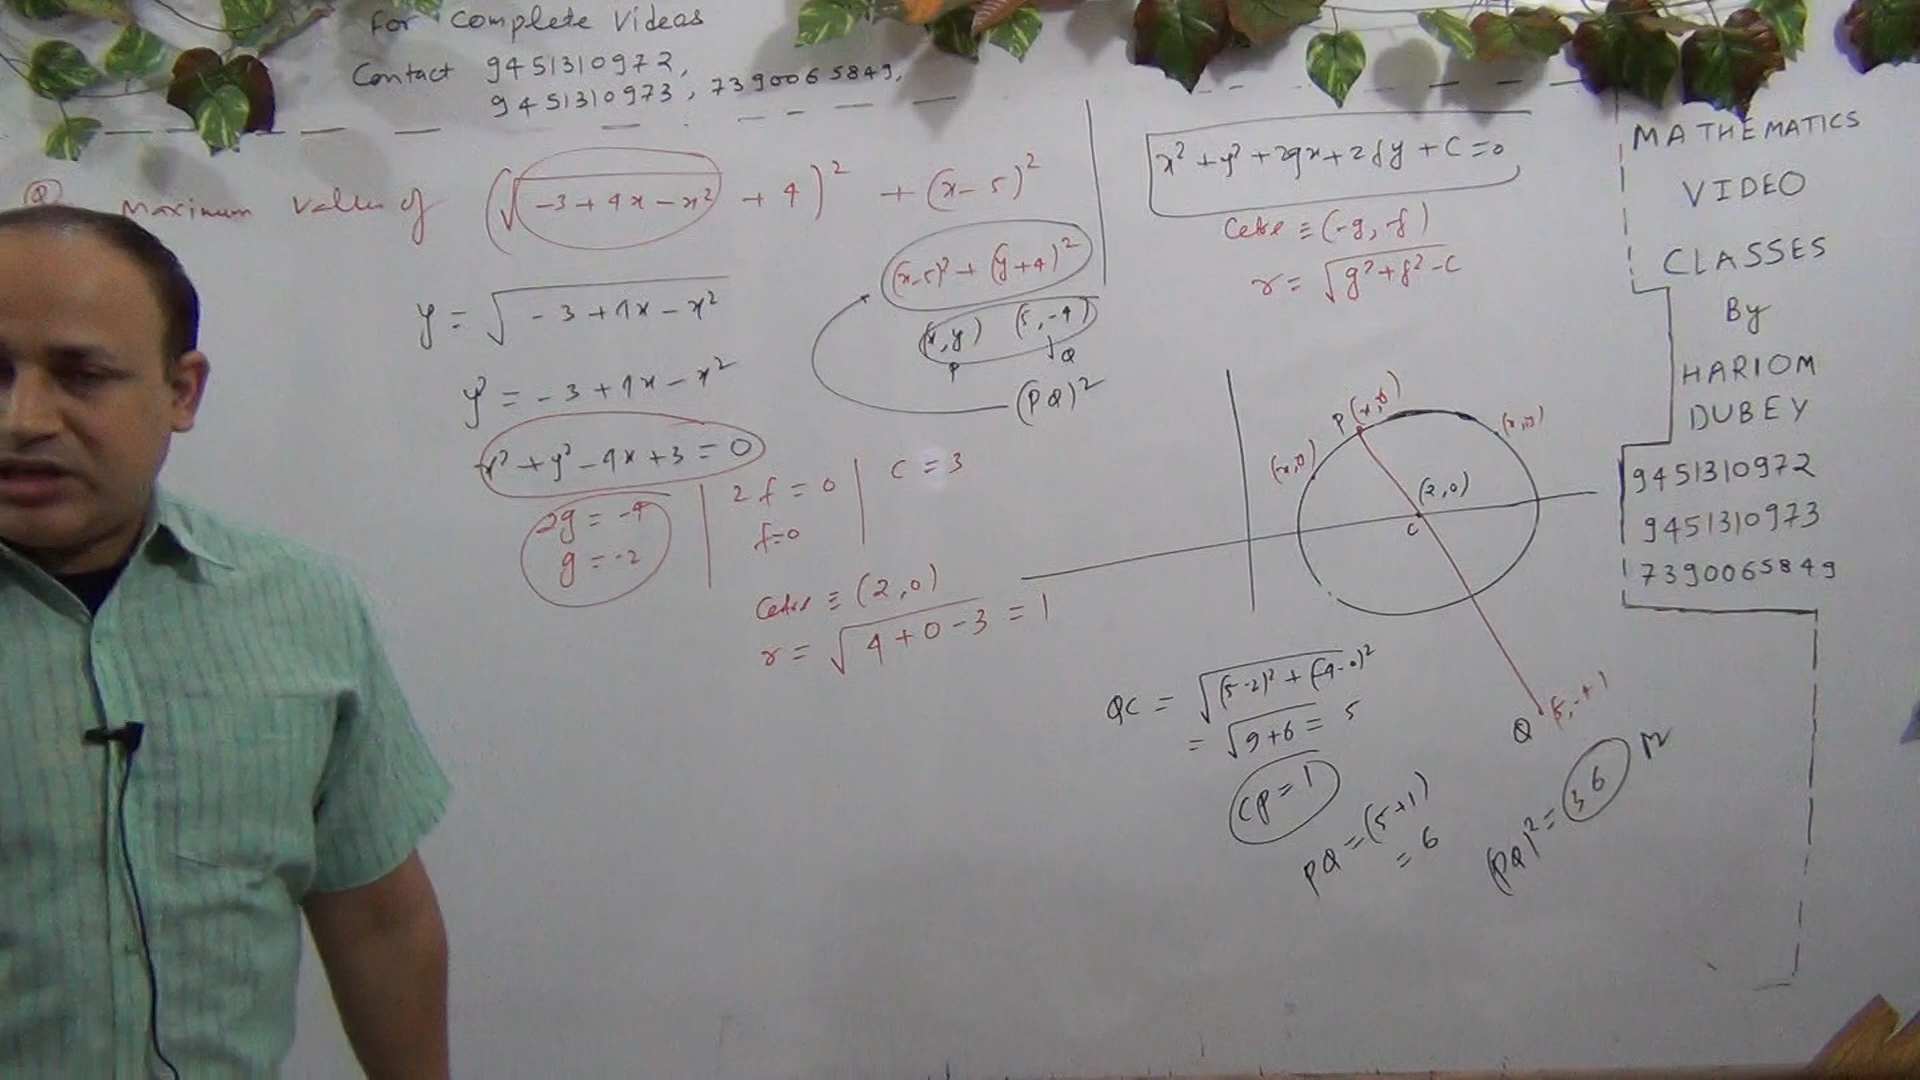 For Complete Videos
Contact 9451310972,
9451310973, 7390065849,
Q Maximum Value of (√-3+4x-x² + 4)² + (x-5)²
y = √-3+4x-x²
y² = -3+4x-x²
x²+y²-4x+3=0
2g = -4
g = -2
2f = 0
f=0
c = 3
(x-5)²+(y+4)²
(x,y) (5,-4)
P Q
(PQ)²
Centre ≡ (2,0)
r = √4+0-3 = 1
x²+y²+2gx+2fy+C=0
Centre ≡ (-g,-f)
r = √g²+f²-c
P(x,y)
(x,y)
(x,y)
(2,0)
C
Q (5,-4)
QC = √(5-2)²+(-4-0)²
= √9+6 = 5
CP=1
PQ=(5+1)
= 6
(PQ)²=36
MATHEMATICS
VIDEO
CLASSES
By
HARIOM
DUBEY
9451310972
9451310973
7390065849